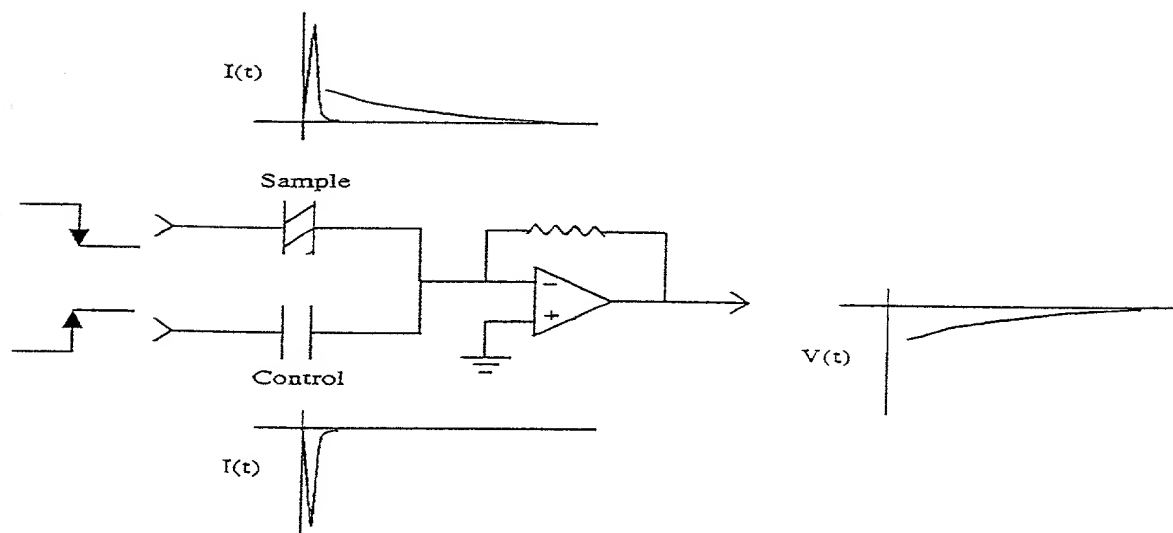 I(t)
Sample
−
+
V(t)
Control
I(t)